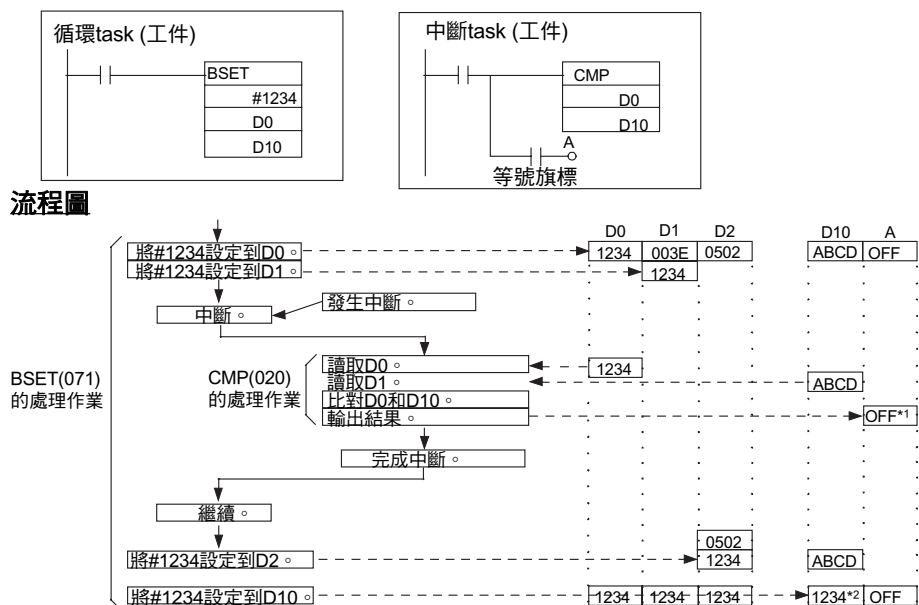 循環task (工件)
BSET
#1234
D0
D10
中斷task (工件)
CMP
D0
D10
A
等號旗標
流程圖
D0 D1 D2 D10 A
將#1234設定到D0。 1234 003E 0502 ABCD OFF
將#1234設定到D1。 1234
發生中斷。
中斷。
BSET(071)
的處理作業
CMP(020)
的處理作業
讀取D0。 1234
讀取D1。 ABCD
比對D0和D10。
輸出結果。 OFF*1
完成中斷。
繼續。
0502
將#1234設定到D2。 1234 ABCD
將#1234設定到D10。 1234 1234 1234 1234*2 OFF